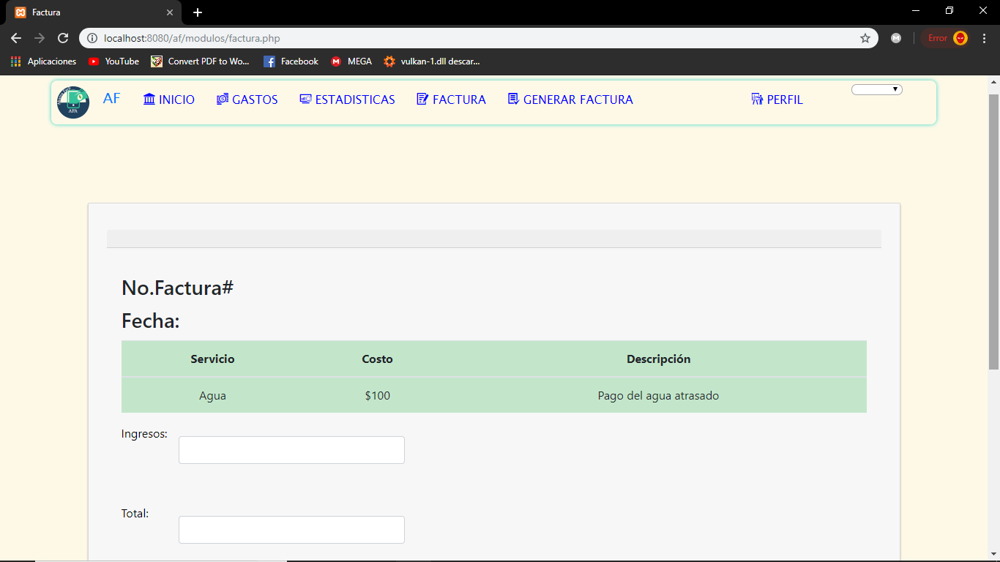 Factura
localhost:8080/af/modulos/factura.php
Error
Aplicaciones YouTube Convert PDF to Wo... Facebook MEGA vulkan-1.dll descar...
AFA
AF INICIO GASTOS ESTADISTICAS FACTURA GENERAR FACTURA PERFIL
No.Factura#
Fecha:
Servicio Costo Descripción
Agua $100 Pago del agua atrasado
Ingresos:
Total: